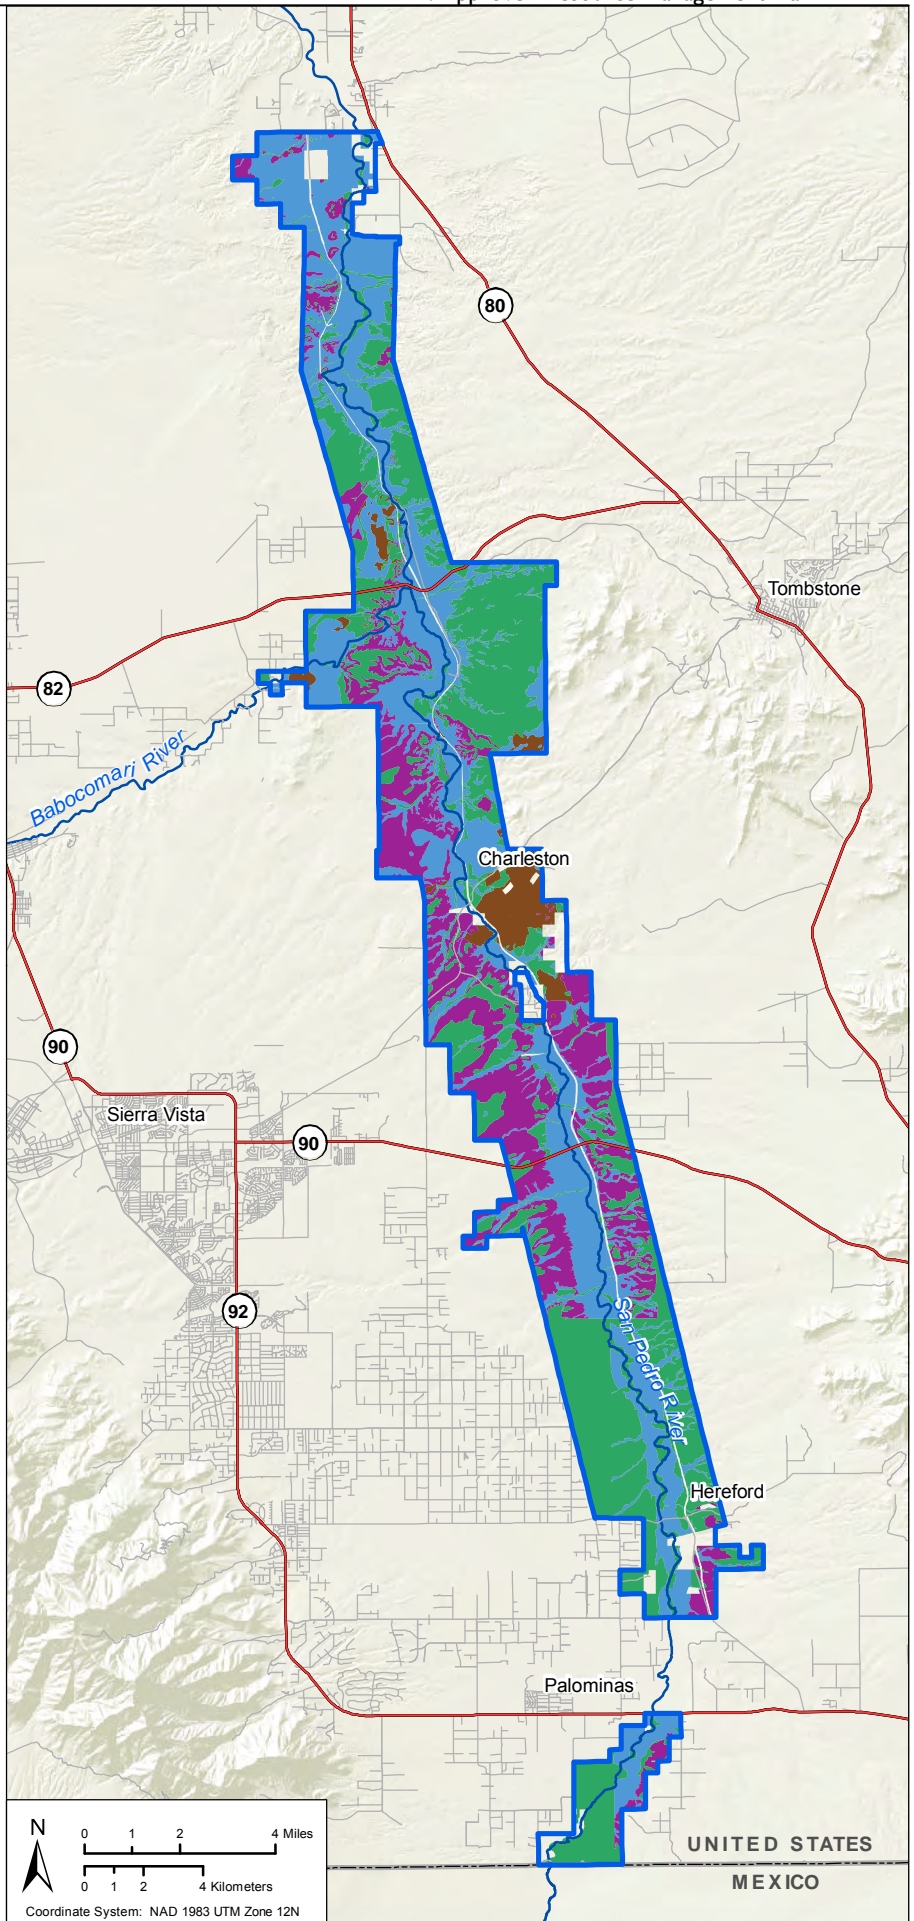 80
Tombstone
82
Babocomari River
Charleston
90
Sierra Vista
90
92
San Pedro River
Hereford
Palominas
N
0 1 2 4 Miles
0 1 2 4 Kilometers
Coordinate System: NAD 1983 UTM Zone 12N
UNITED STATES
MEXICO